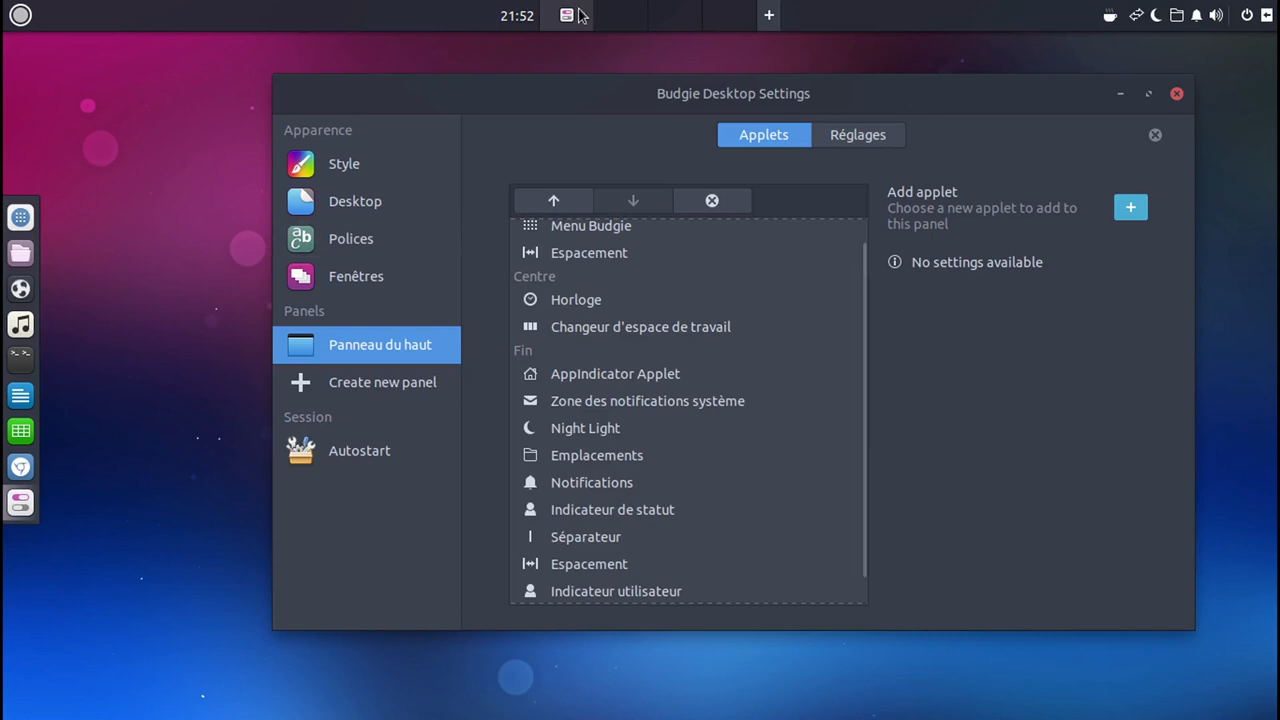 21:52
Budgie Desktop Settings
Apparence
Style
Desktop
Polices
Fenêtres
Panels
Panneau du haut
Create new panel
Session
Autostart
Applets
Réglages
Menu Budgie
Espacement
Centre
Horloge
Changeur d'espace de travail
Fin
AppIndicator Applet
Zone des notifications système
Night Light
Emplacements
Notifications
Indicateur de statut
Séparateur
Espacement
Indicateur utilisateur
Add applet
Choose a new applet to add to
this panel
No settings available